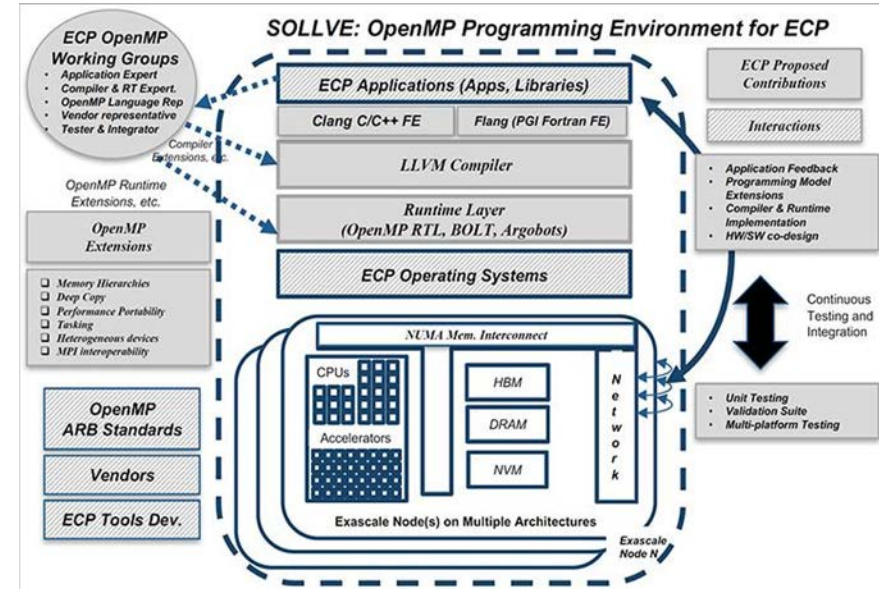 SOLLVE: OpenMP Programming Environment for ECP
ECP OpenMP
Working Groups
• Application Expert
• Compiler & RT Expert.
• OpenMP Language Rep
• Vendor representative
• Tester & Integrator
Compiler
Extensions, etc.
OpenMP Runtime
Extensions, etc.
OpenMP
Extensions
❑ Memory Hierarchies
❑ Deep Copy
❑ Performance Portability
❑ Tasking
❑ Heterogeneous devices
❑ MPI interoperability
OpenMP
ARB Standards
Vendors
ECP Tools Dev.
ECP Applications (Apps, Libraries)
Clang C/C++ FE
Flang (PGI Fortran FE)
LLVM Compiler
Runtime Layer
(OpenMP RTL, BOLT, Argobots)
ECP Operating Systems
NUMA Mem. Interconnect
CPUs
Accelerators
HBM
DRAM
NVM
Network
Exascale Node(s) on Multiple Architectures
Exascale
Node N
ECP Proposed
Contributions
Interactions
• Application Feedback
• Programming Model
Extensions
• Compiler & Runtime
Implementation
• HW/SW co-design
Continuous
Testing and
Integration
• Unit Testing
• Validation Suite
• Multi-platform Testing